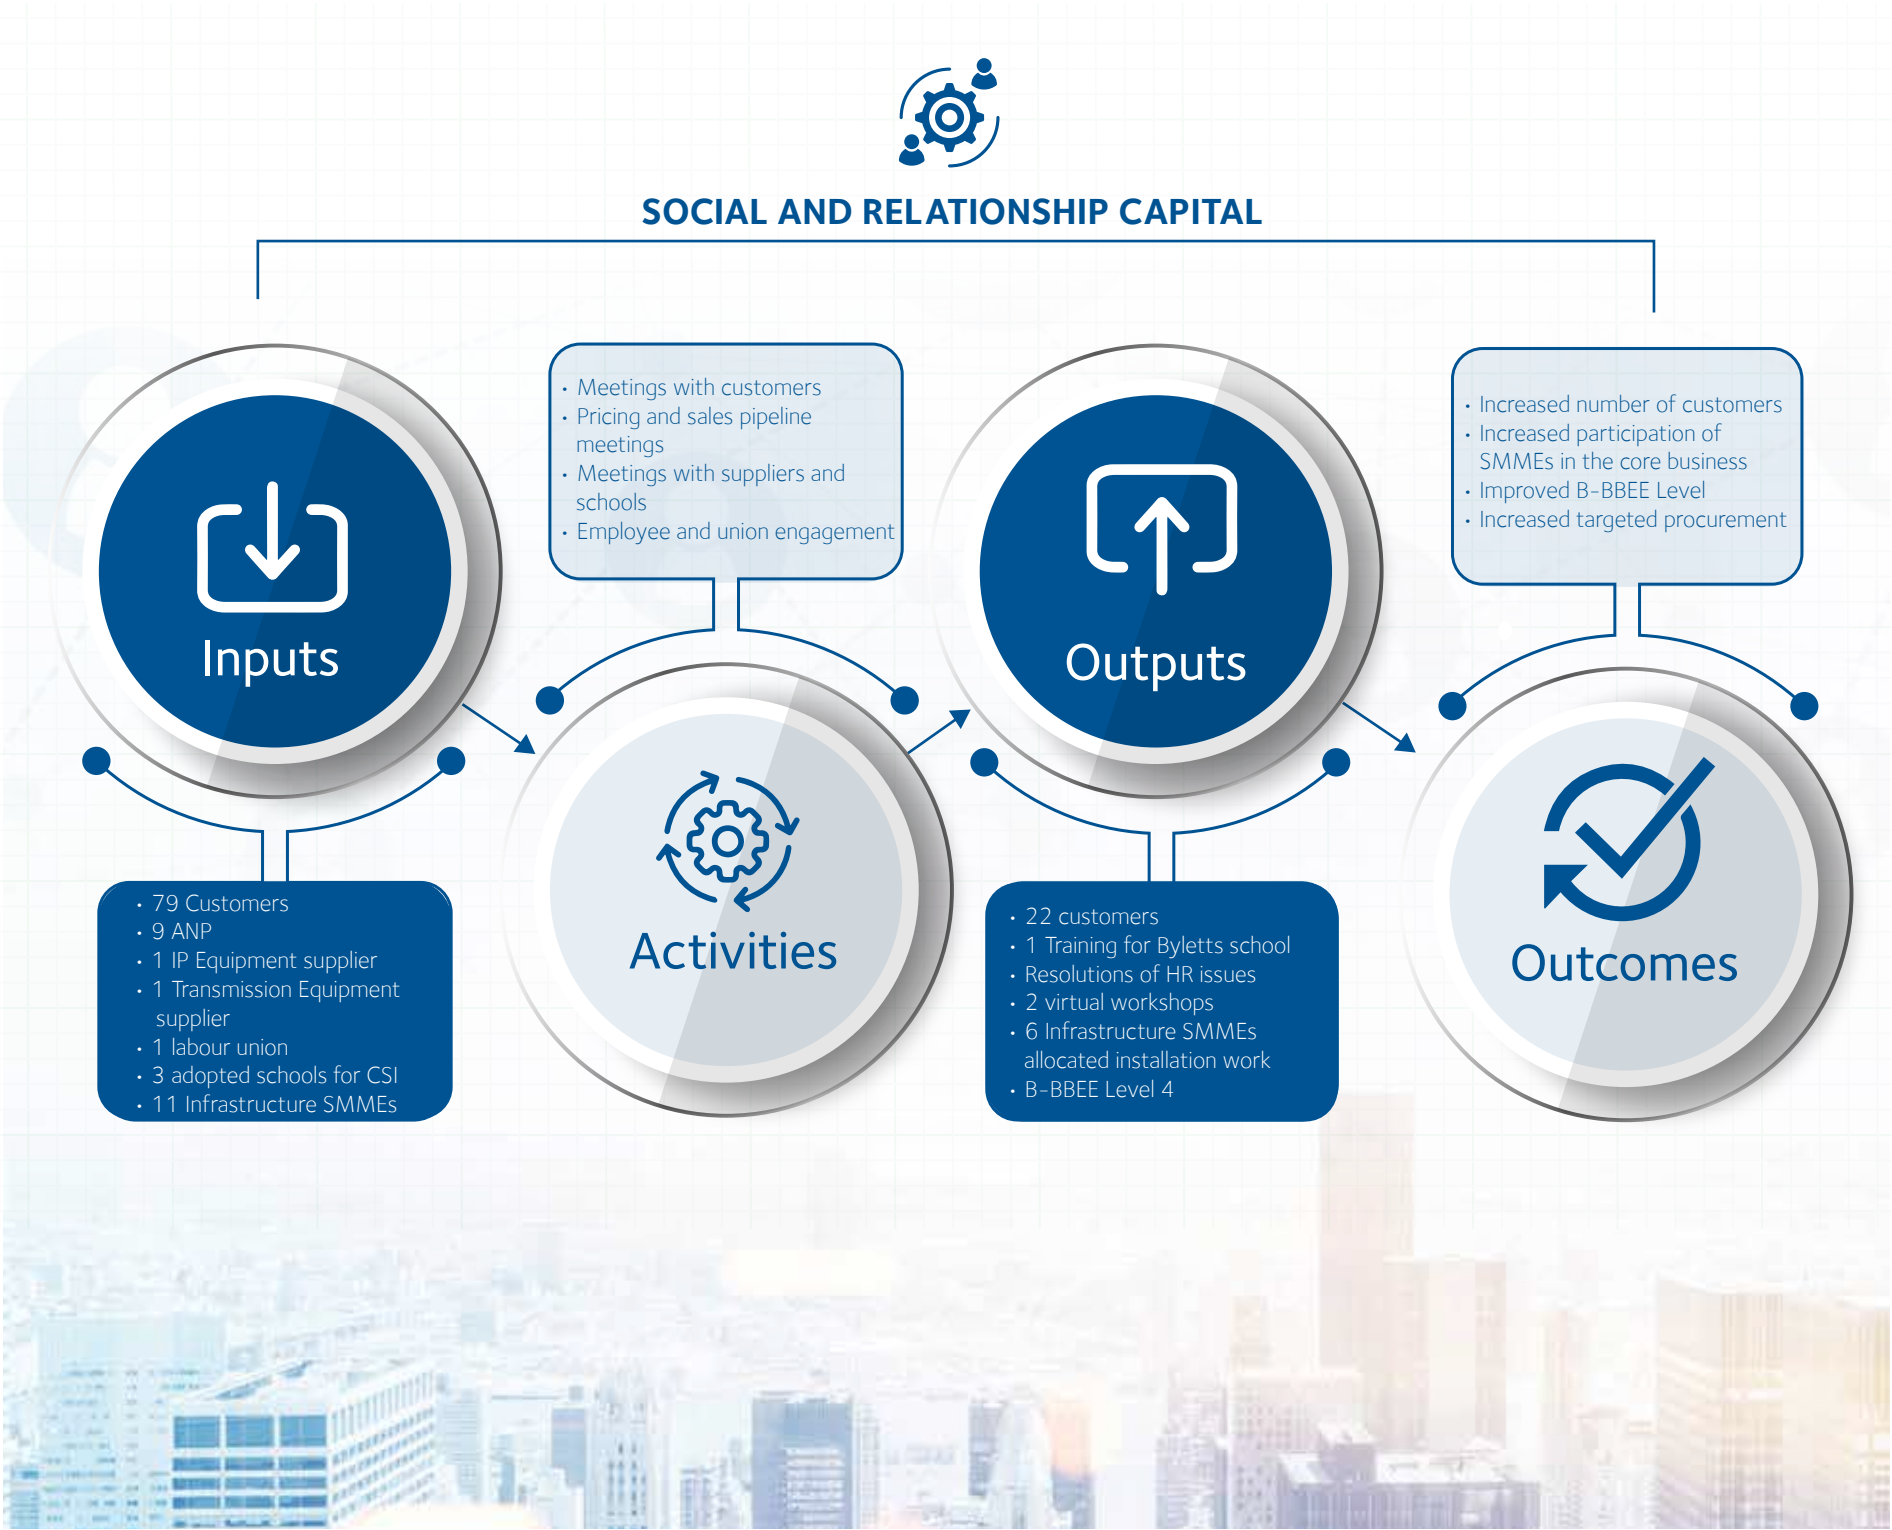 SOCIAL AND RELATIONSHIP CAPITAL
Inputs
• 79 Customers
• 9 ANP
• 1 IP Equipment supplier
• 1 Transmission Equipment
supplier
• 1 labour union
• 3 adopted schools for CSI
• 11 Infrastructure SMMEs
• Meetings with customers
• Pricing and sales pipeline
meetings
• Meetings with suppliers and
schools
• Employee and union engagement
Activities
Outputs
• 22 customers
• 1 Training for Byletts school
• Resolutions of HR issues
• 2 virtual workshops
• 6 Infrastructure SMMEs
allocated installation work
• B-BBEE Level 4
• Increased number of customers
• Increased participation of
SMMEs in the core business
• Improved B-BBEE Level
• Increased targeted procurement
Outcomes